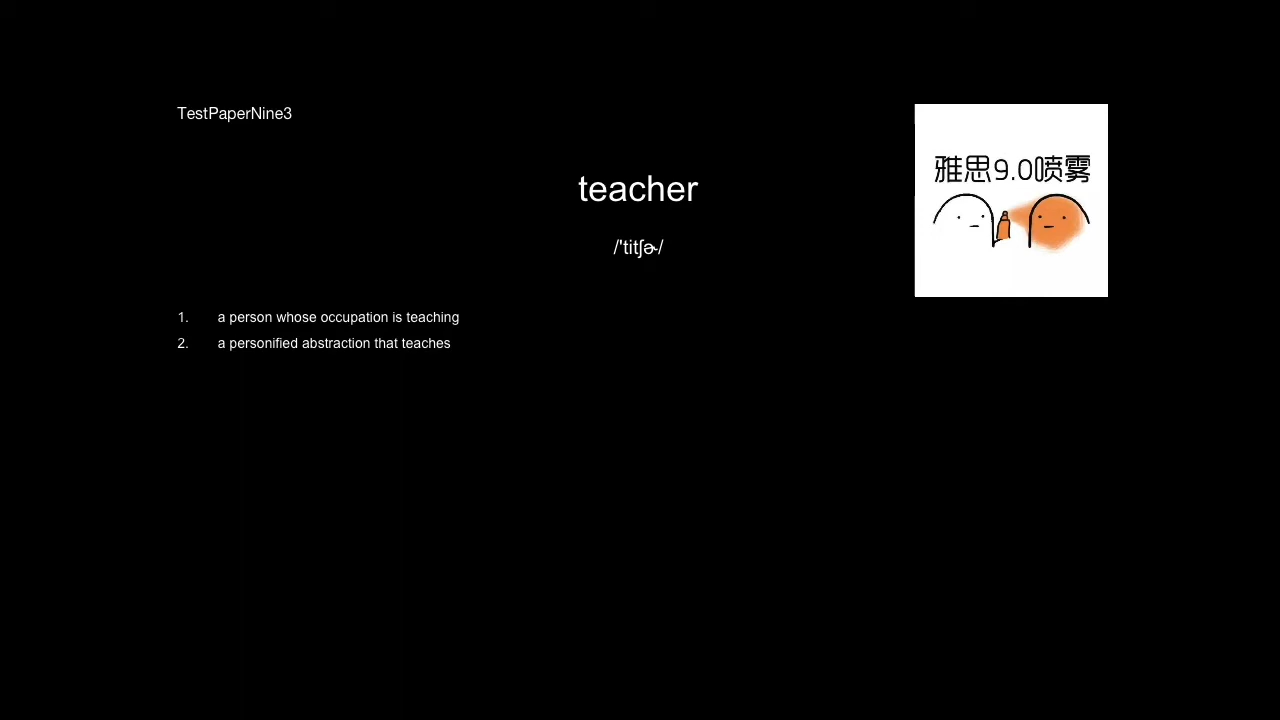 TestPaperNine3
雅思9.0喷雾
teacher
/ˈtitʃɚ/
1. a person whose occupation is teaching
2. a personified abstraction that teaches